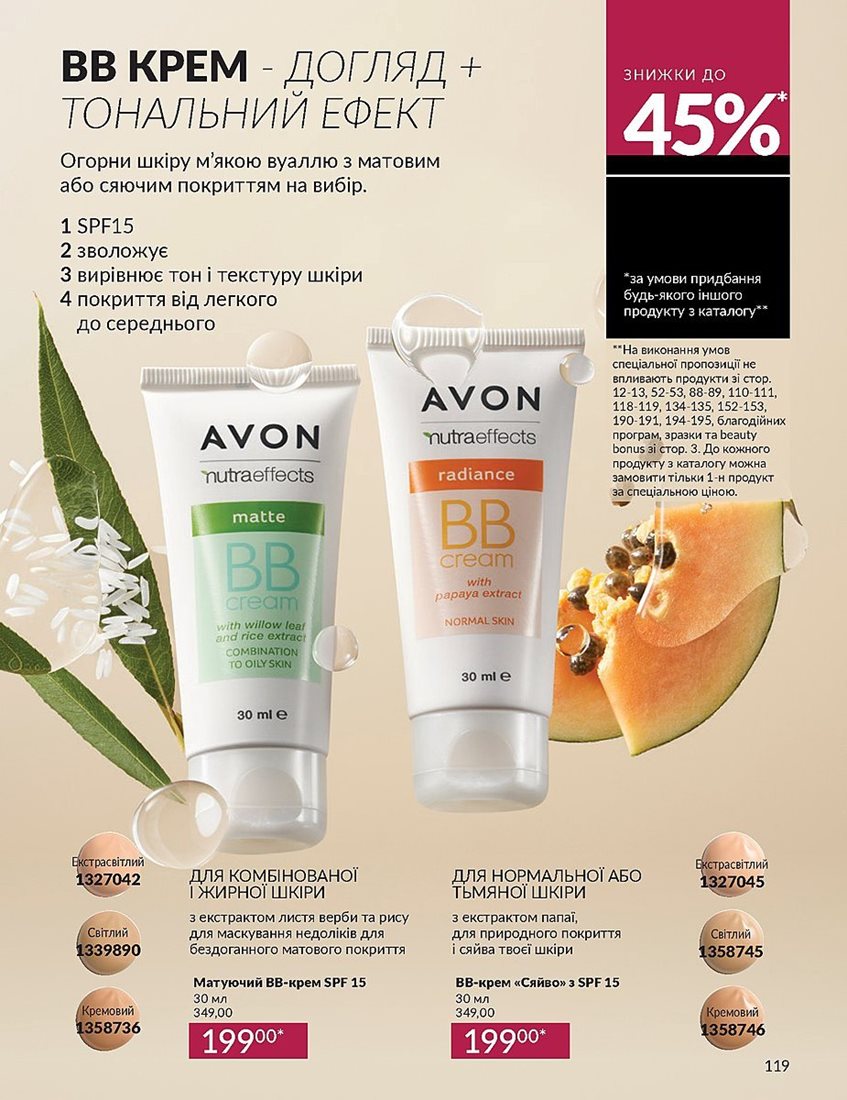 BB КРЕМ - ДОГЛЯД +
ТОНАЛЬНИЙ ЕФЕКТ
Огорни шкіру м’якою вуаллю з матовим
або сяючим покриттям на вибір.
1 SPF15
2 зволожує
3 вирівнює тон і текстуру шкіри
4 покриття від легкого
до середнього
ЗНИЖКИ ДО
45%*
*за умови придбання
будь-якого іншого
продукту з каталогу**
**На виконання умов
спеціальної пропозиції не
впливають продукти зі стор.
12-13, 52-53, 88-89, 110-111,
118-119, 134-135, 152-153,
190-191, 194-195, благодійних
програм, зразки та beauty
bonus зі стор. 3. До кожного
продукту з каталогу можна
замовити тільки 1-н продукт
за спеціальною ціною.
AVON
nutraeffects
matte
BB
cream
with willow leaf
and rice extract
COMBINATION
TO OILY SKIN
30 ml e
AVON
nutraeffects
radiance
BB
cream
with
papaya extract
NORMAL SKIN
30 ml e
Екстрасвітлий
1327042
Світлий
1339890
Кремовий
1358736
ДЛЯ КОМБІНОВАНОЇ
І ЖИРНОЇ ШКІРИ
з екстрактом листя верби та рису
для маскування недоліків для
бездоганного матового покриття
Матуючий BB-крем SPF 15
30 мл
349,00
19900*
ДЛЯ НОРМАЛЬНОЇ АБО
ТЬМЯНОЇ ШКІРИ
з екстрактом папаї,
для природного покриття
і сяйва твоєї шкіри
BB-крем «Сяйво» з SPF 15
30 мл
349,00
19900*
Екстрасвітлий
1327045
Світлий
1358745
Кремовий
1358746
119